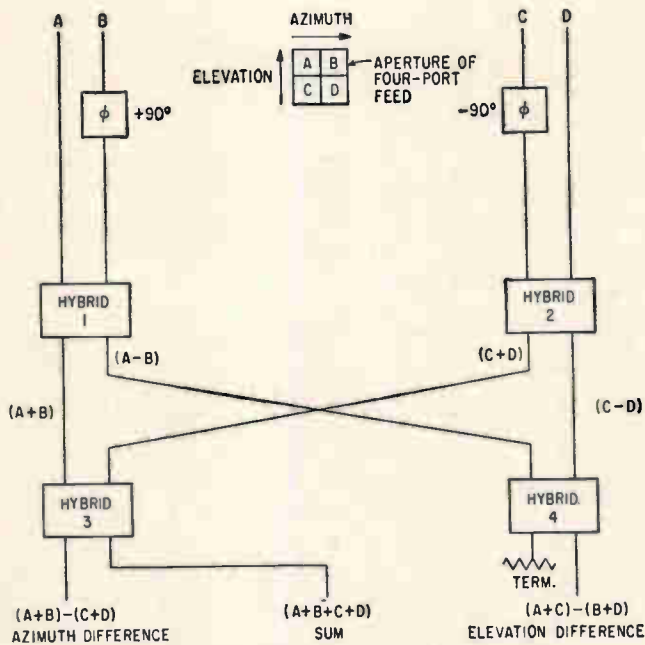 A B C D
AZIMUTH
ELEVATION
A B
C D
APERTURE OF
FOUR-PORT
FEED
ϕ +90°
-90° ϕ
HYBRID
1
HYBRID
2
(A-B)
(C+D)
(A+B)
(C-D)
HYBRID
3
HYBRID.
4
TERM.
(A+B)-(C+D)
AZIMUTH DIFFERENCE
(A+B+C+D)
SUM
(A+C)-(B+D)
ELEVATION DIFFERENCE